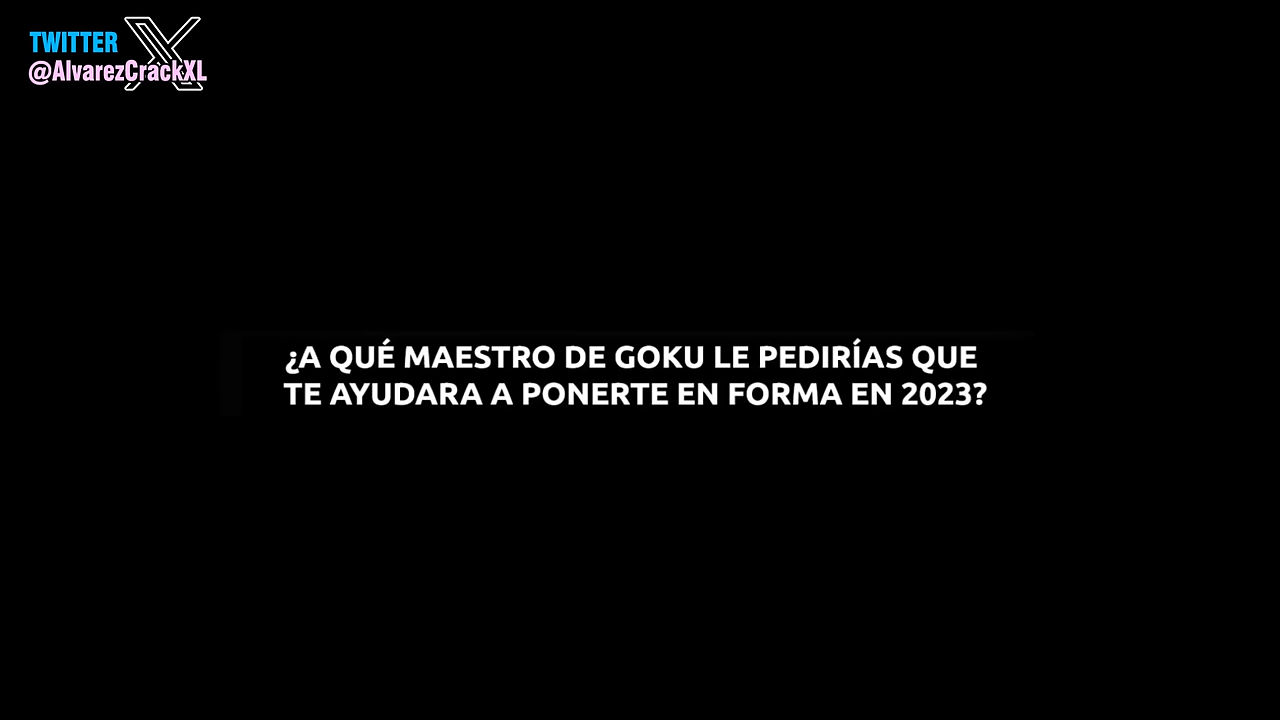 TWITTER
@AlvarezCrackXL
¿A QUÉ MAESTRO DE GOKU LE PEDIRÍAS QUE
TE AYUDARA A PONERTE EN FORMA EN 2023?